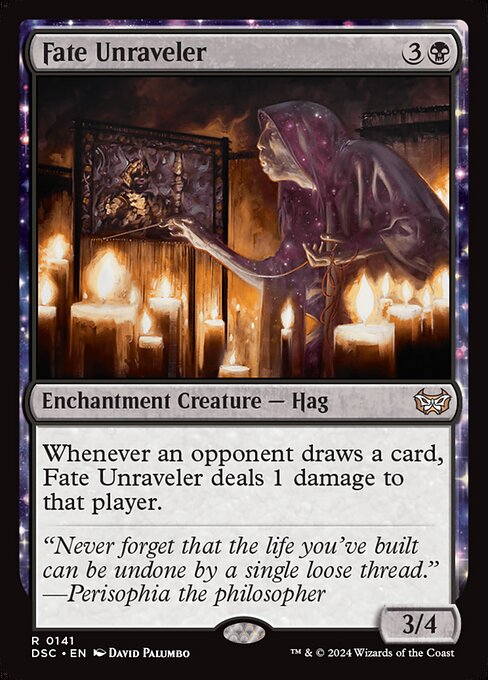 Fate Unraveler 3
Enchantment Creature — Hag
Whenever an opponent draws a card,
Fate Unraveler deals 1 damage to
that player.
“Never forget that the life you’ve built
can be undone by a single loose thread.”
—Perisophia the philosopher
3/4
R 0141
DSC • EN DAVID PALUMBO ™ & © 2024 Wizards of the Coast